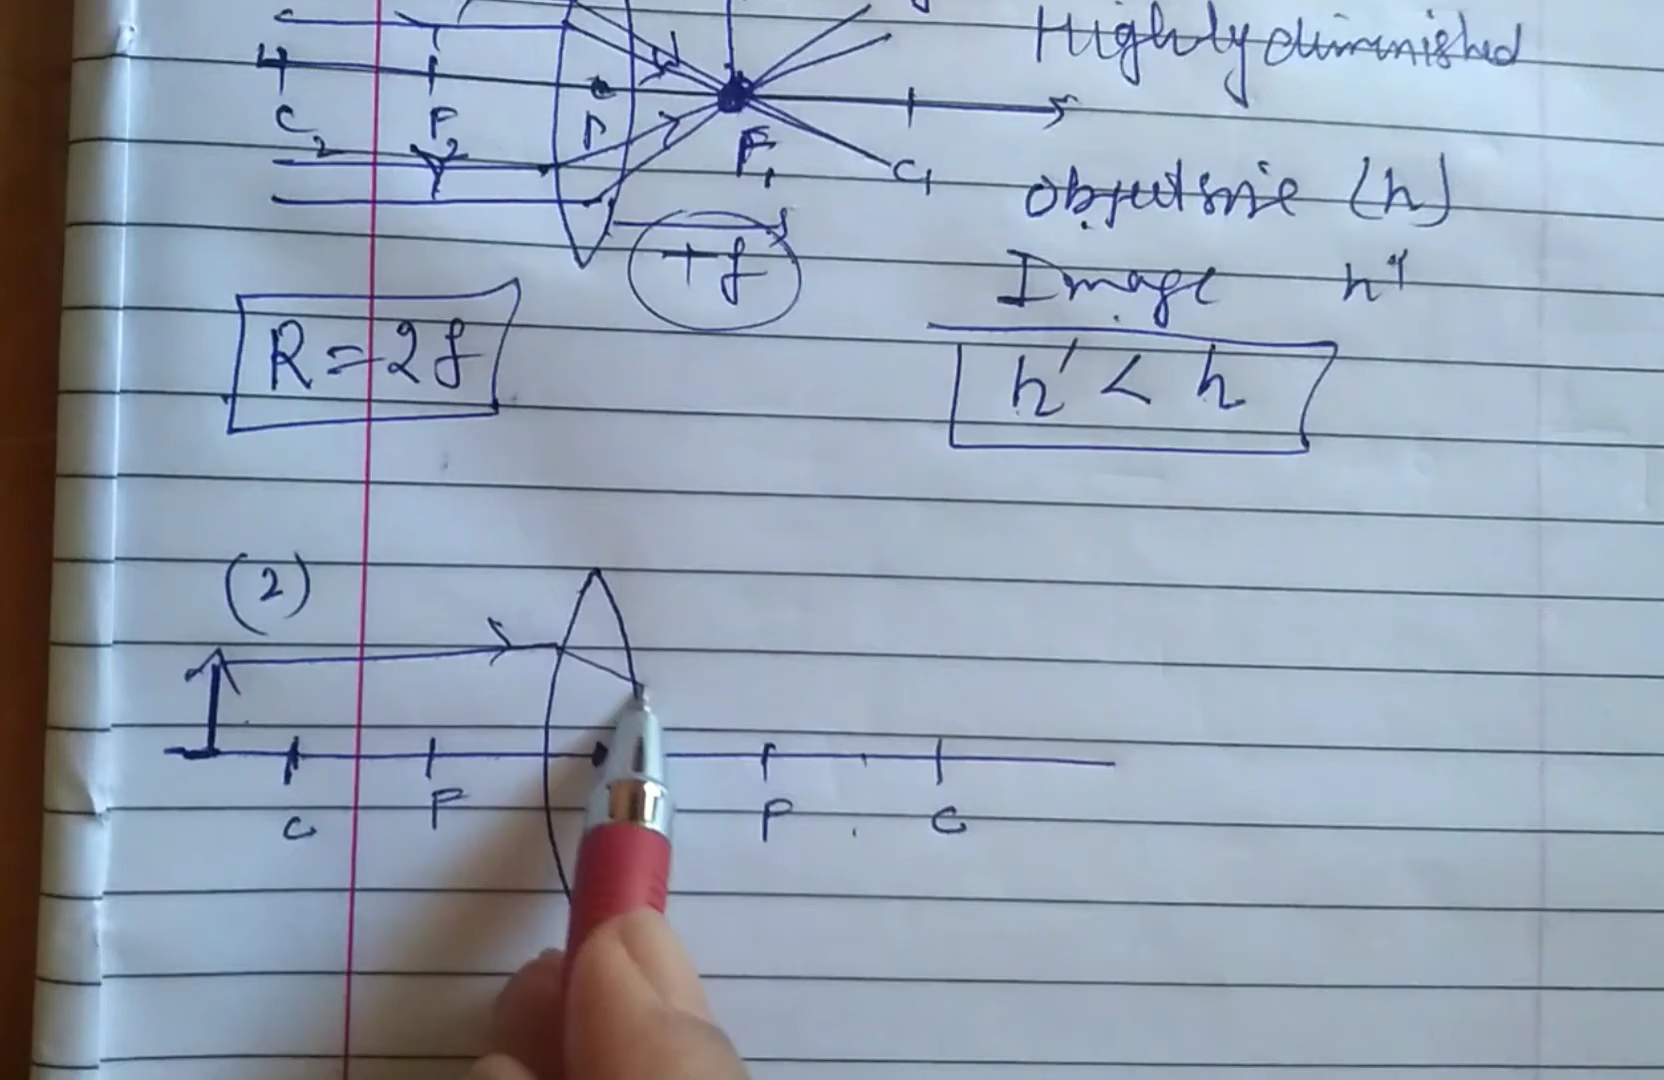 Highly diminished
C₂ F₂ P F₁ C₁
Object size (h)
+f
Image h'
R = 2f
h' < h
(2)
C F F C